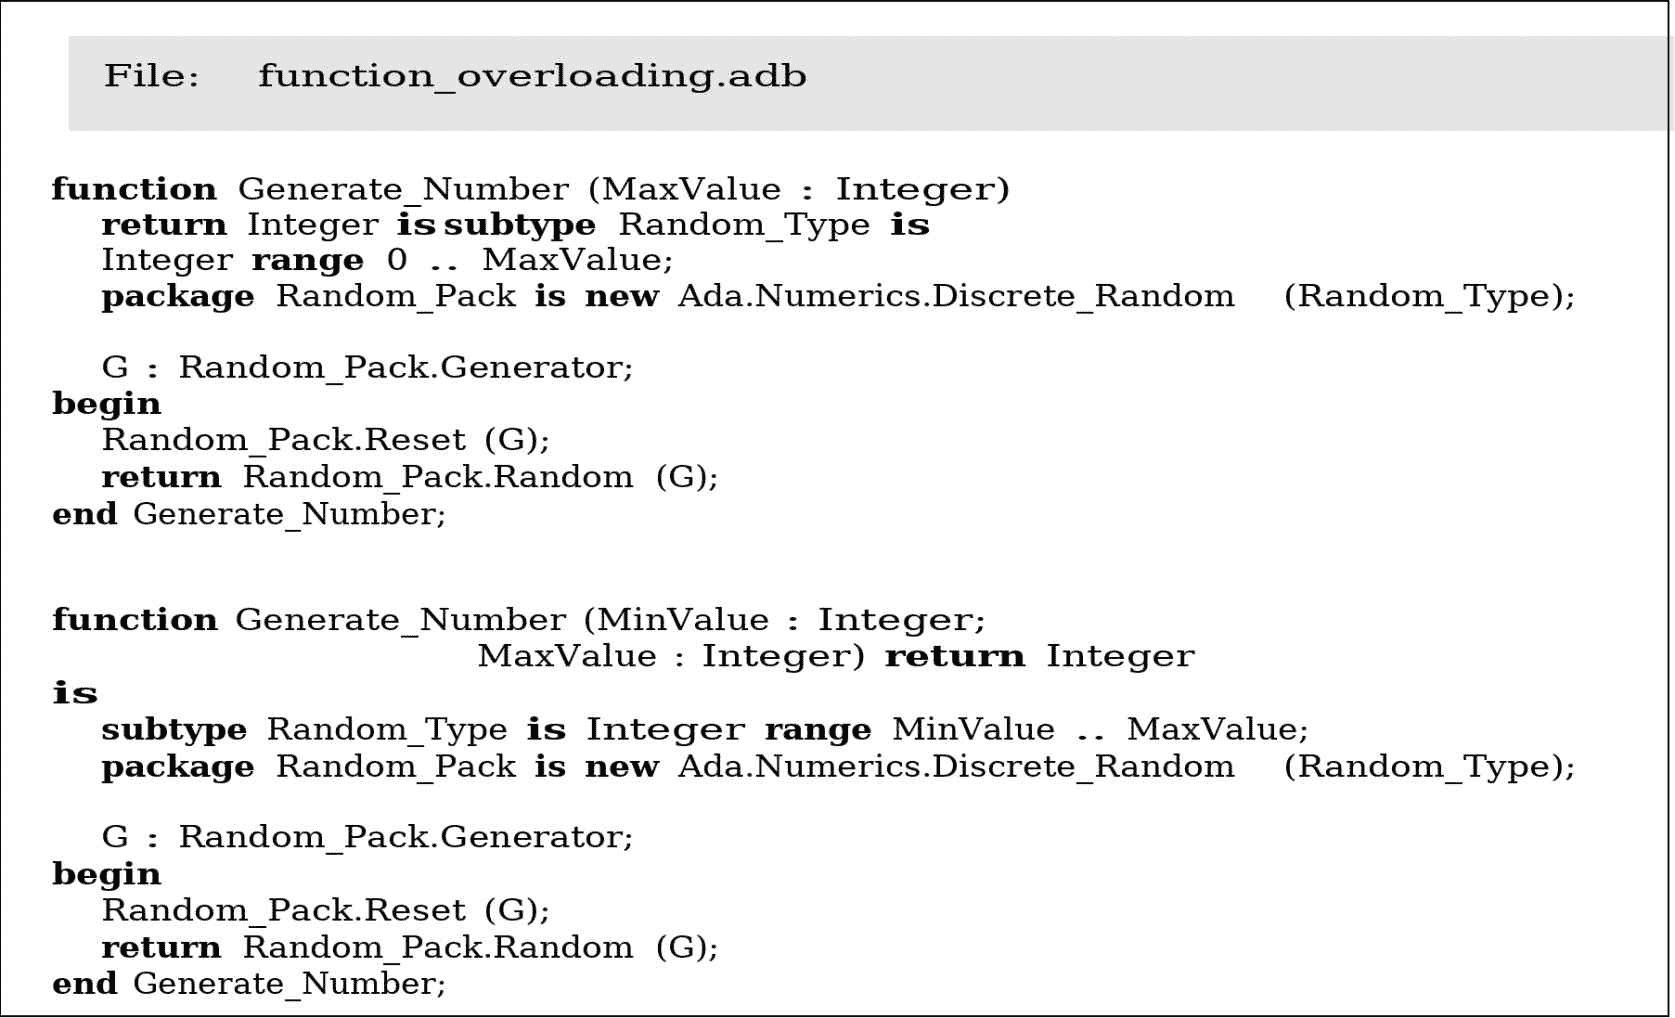 File: function_overloading.adb
function Generate_Number (MaxValue : Integer)
return Integer is subtype Random_Type is
Integer range 0 .. MaxValue;
package Random_Pack is new Ada.Numerics.Discrete_Random (Random_Type);
G : Random_Pack.Generator;
begin
Random_Pack.Reset (G);
return Random_Pack.Random (G);
end Generate_Number;
function Generate_Number (MinValue : Integer;
MaxValue : Integer) return Integer
is
subtype Random_Type is Integer range MinValue .. MaxValue;
package Random_Pack is new Ada.Numerics.Discrete_Random (Random_Type);
G : Random_Pack.Generator;
begin
Random_Pack.Reset (G);
return Random_Pack.Random (G);
end Generate_Number;